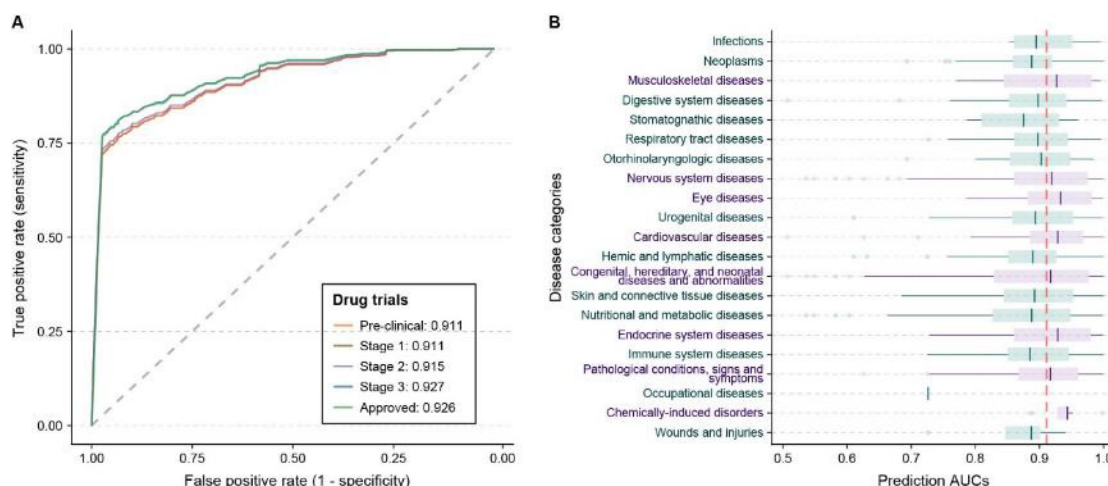 A
True positive rate (sensitivity)
1.00
0.75
0.50
0.25
0.00
Drug trials
Pre-clinical: 0.911
Stage 1: 0.911
Stage 2: 0.915
Stage 3: 0.927
Approved: 0.926
1.00
0.75
0.50
0.25
0.00
False positive rate (1 - specificity)
B
Disease categories
Infections
Neoplasms
Musculoskeletal diseases
Digestive system diseases
Stomatognathic diseases
Respiratory tract diseases
Otorhinolaryngologic diseases
Nervous system diseases
Eye diseases
Urogenital diseases
Cardiovascular diseases
Hemic and lymphatic diseases
Congenital, hereditary, and neonatal
diseases and abnormalities
Skin and connective tissue diseases
Nutritional and metabolic diseases
Endocrine system diseases
Immune system diseases
Pathological conditions, signs and
symptoms
Occupational diseases
Chemically-induced disorders
Wounds and injuries
0.5
0.6
0.7
0.8
0.9
1.0
Prediction AUCs